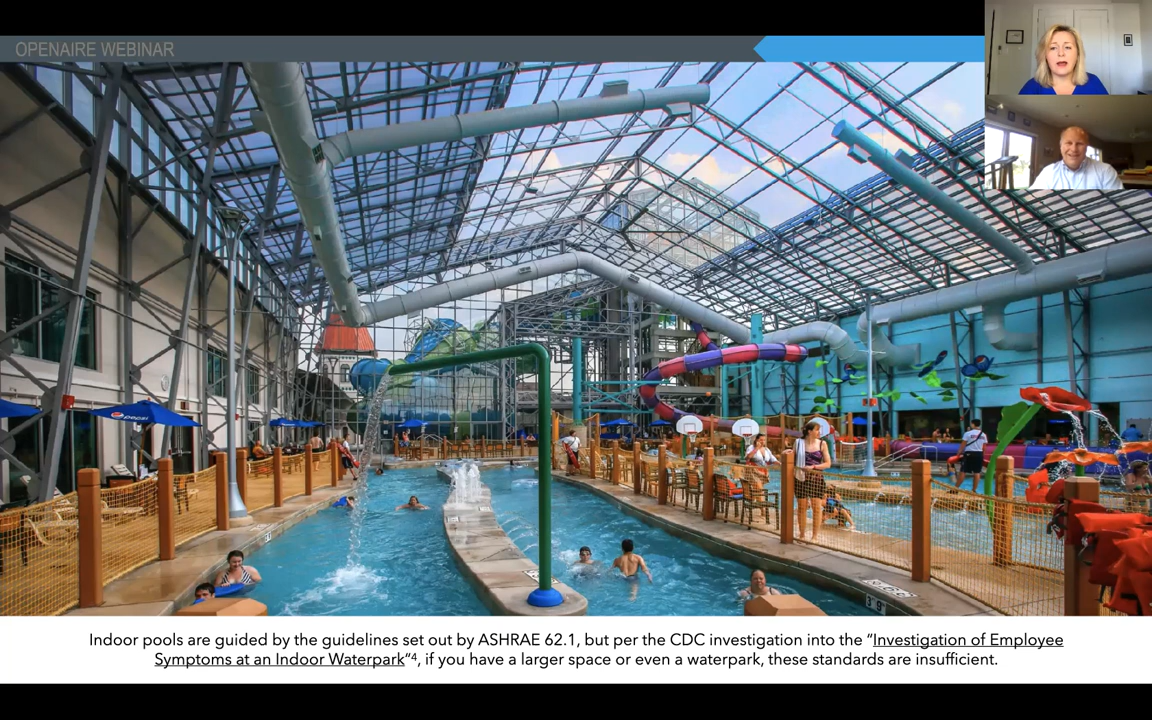 OPENAIRE WEBINAR
pepsi
Indoor pools are guided by the guidelines set out by ASHRAE 62.1, but per the CDC investigation into the “Investigation of Employee
Symptoms at an Indoor Waterpark”⁴, if you have a larger space or even a waterpark, these standards are insufficient.